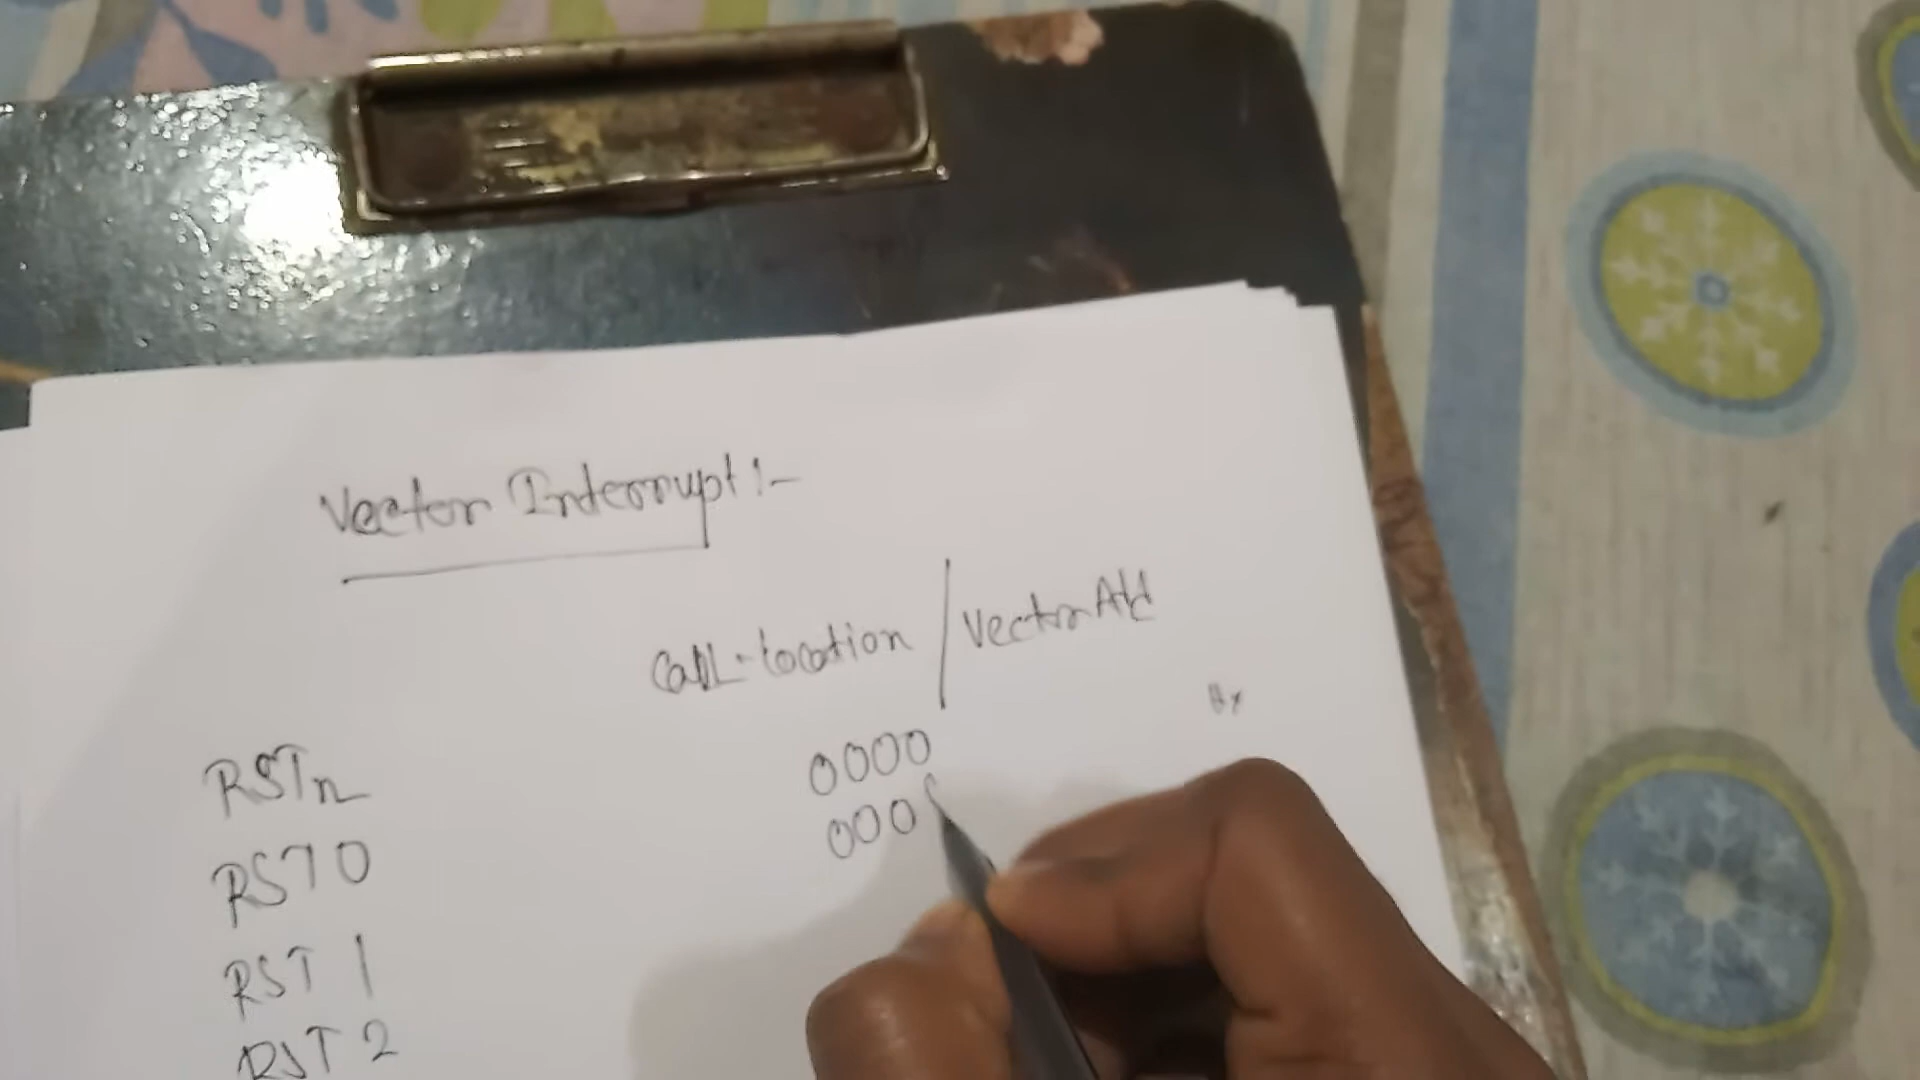 Vector Interrupt :-
CALL-location / Vector Add
RSTn 0000
RST 0 000
RST 1
RST 2